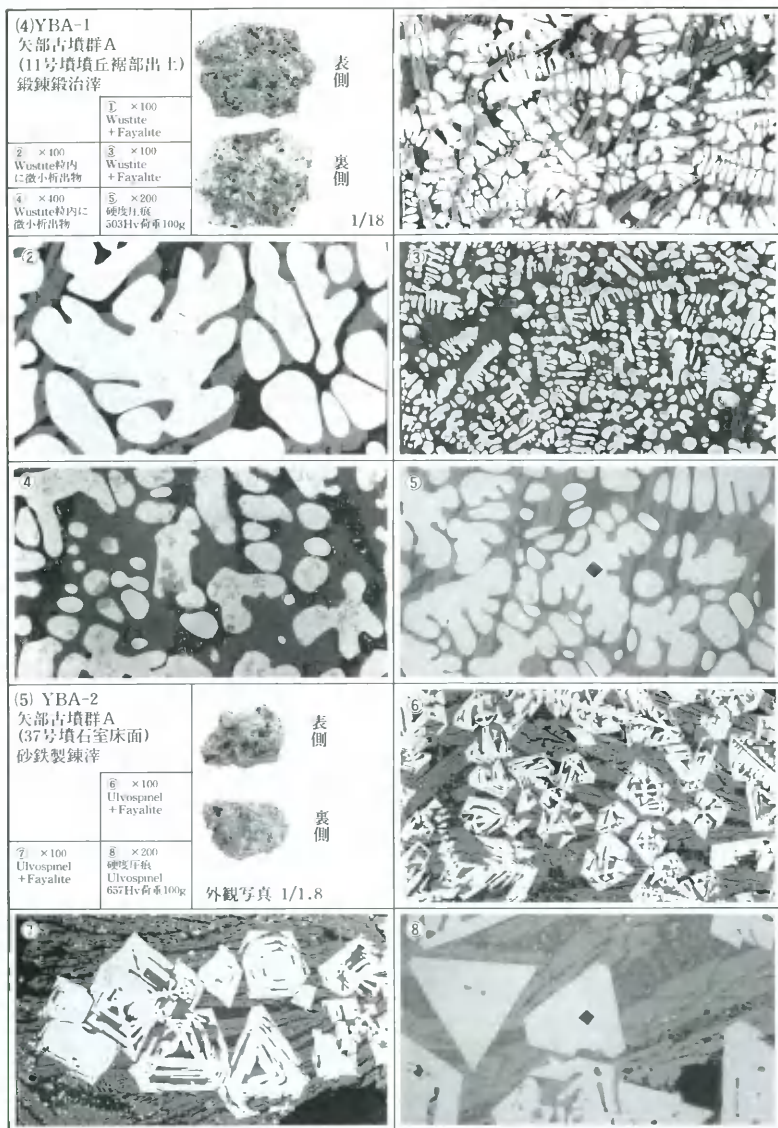 (4)YBA-1
矢部古墳群A
(11号墳墳丘裾部出土)
鍛錬鍛冶滓
① ×100
Wustite
+Fayalite
② ×400
Wustite粒内
に微小析出物
③ ×100
Wustite
+Fayalite
④ ×400
Wustite粒内に
微小析出物
⑤ ×200
硬度圧痕
503Hv荷重100g
表側
裏側
1/18
①
②
③
④
⑤
(5) YBA-2
矢部古墳群A
(37号墳石室床面)
砂鉄製錬滓
⑥ ×100
Ulvospinel
+Fayalite
⑦ ×100
Ulvospinel
+Fayalite
⑧ ×200
硬度圧痕
Ulvospinel
657Hv荷重100g
表側
裏側
外観写真 1/1.8
⑥
⑦
⑧